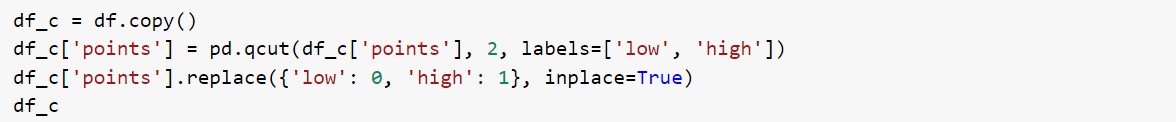 df_c = df.copy()
df_c['points'] = pd.qcut(df_c['points'], 2, labels=['low', 'high'])
df_c['points'].replace({'low': 0, 'high': 1}, inplace=True)
df_c